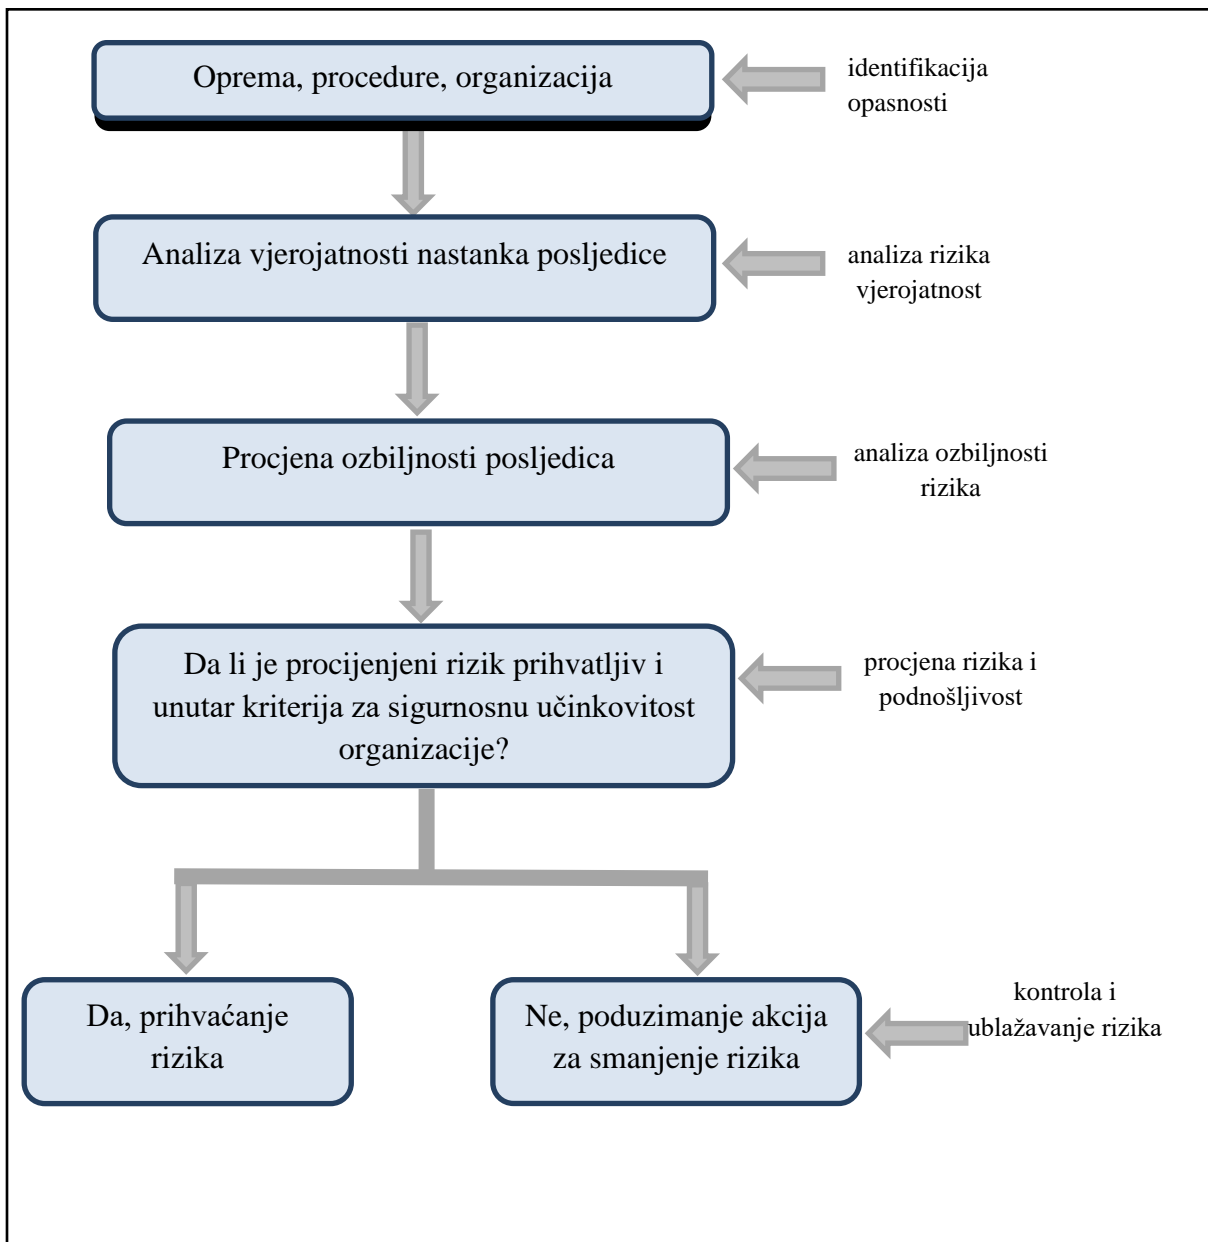 Oprema, procedure, organizacija
identifikacija
opasnosti
Analiza vjerojatnosti nastanka posljedice
analiza rizika
vjerojatnost
Procjena ozbiljnosti posljedica
analiza ozbiljnosti
rizika
Da li je procijenjeni rizik prihvatljiv i
unutar kriterija za sigurnosnu učinkovitost
organizacije?
procjena rizika i
podnošljivost
Da, prihvaćanje
rizika
Ne, poduzimanje akcija
za smanjenje rizika
kontrola i
ublažavanje rizika